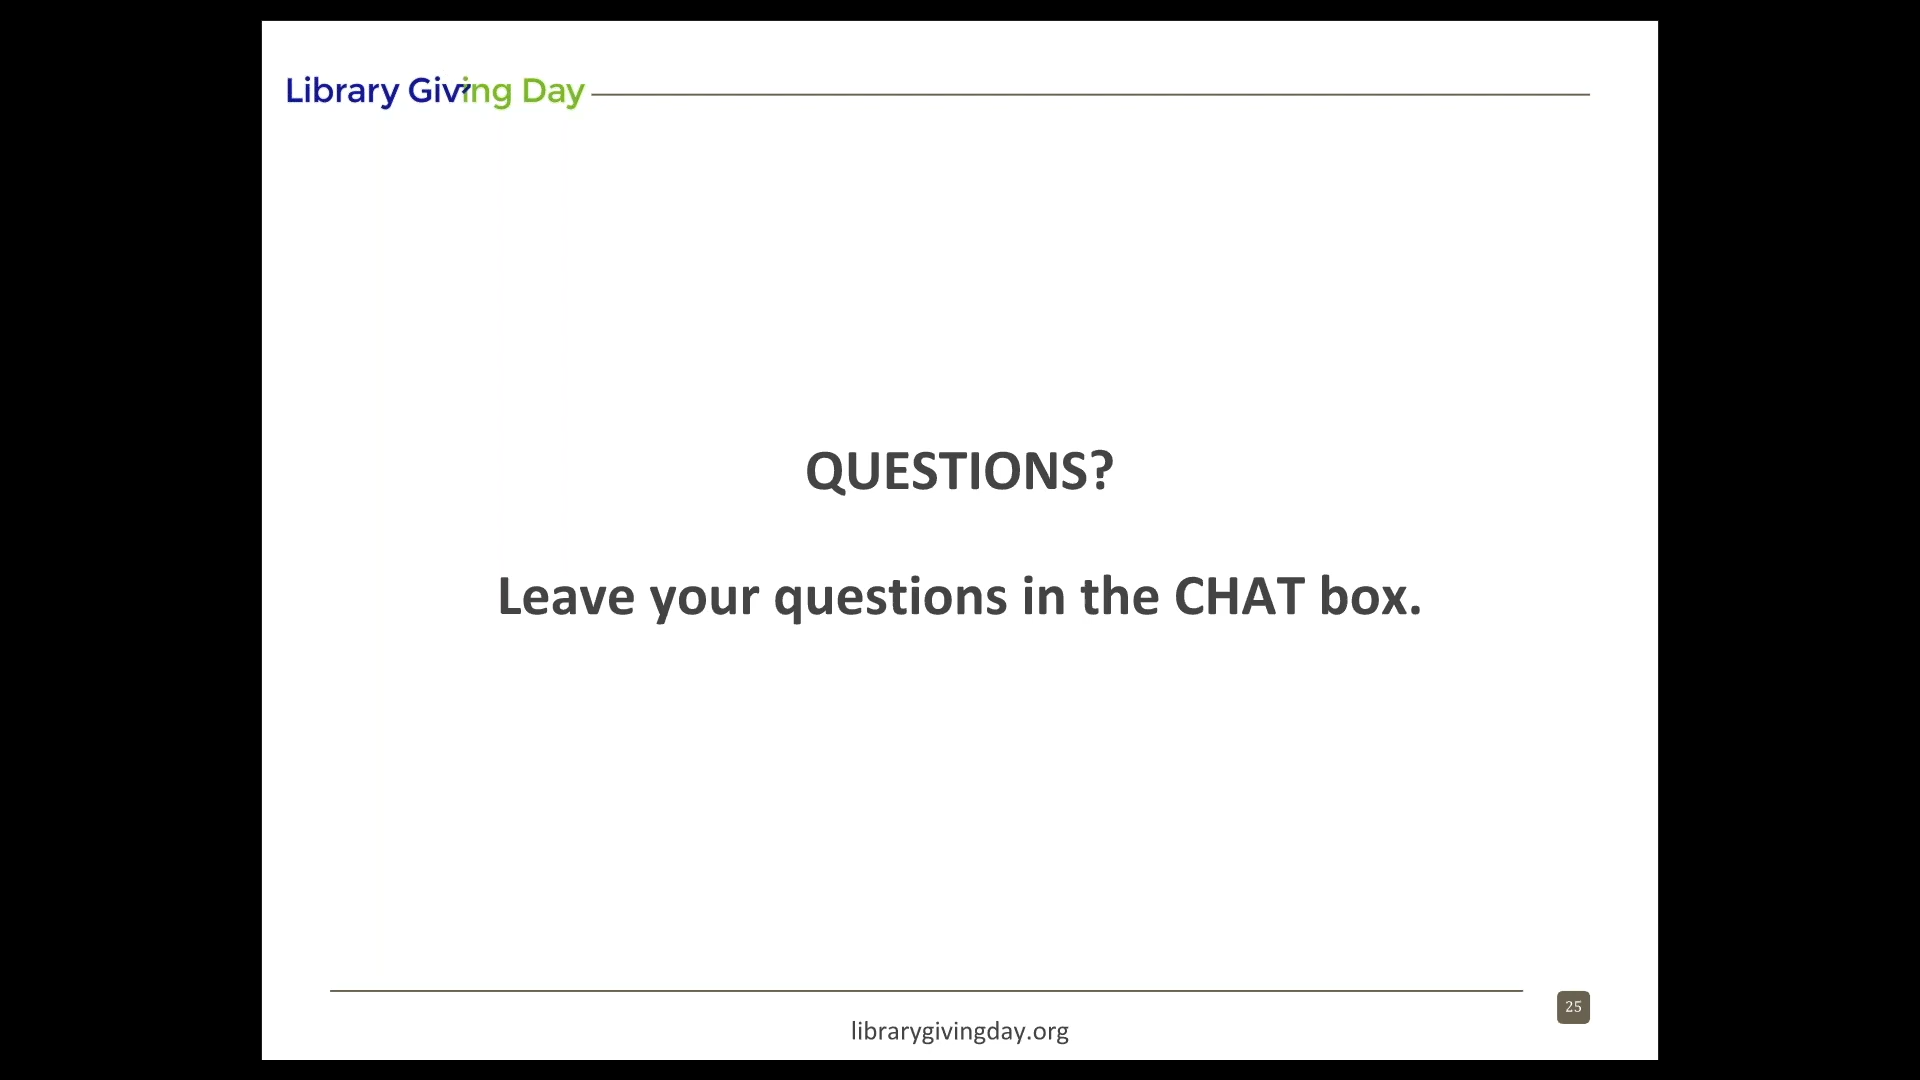 Library Giving Day
QUESTIONS?
Leave your questions in the CHAT box.
25
librarygivingday.org